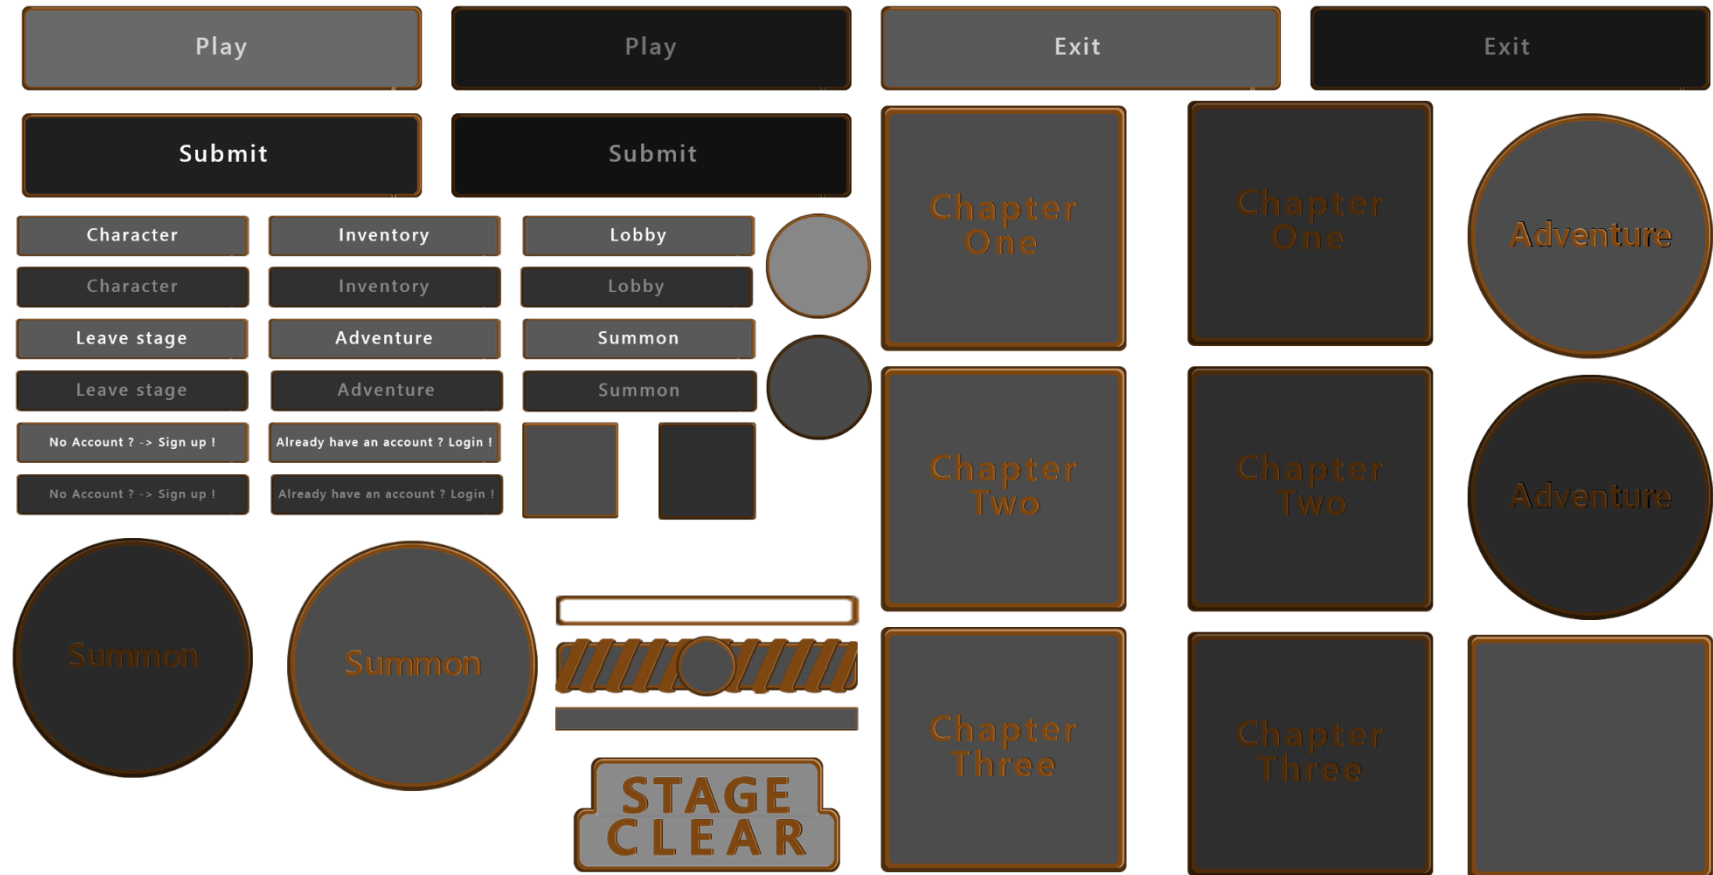 Play
Play
Exit
Exit
Submit
Submit
Character
Inventory
Lobby
Character
Inventory
Lobby
Leave stage
Adventure
Summon
Leave stage
Adventure
Summon
No Account ? -> Sign up !
Already have an account ? Login !
No Account ? -> Sign up !
Already have an account ? Login !
Chapter
One
Chapter
One
Adventure
Chapter
Two
Chapter
Two
Adventure
Summon
Summon
Chapter
Three
Chapter
Three
STAGE
CLEAR